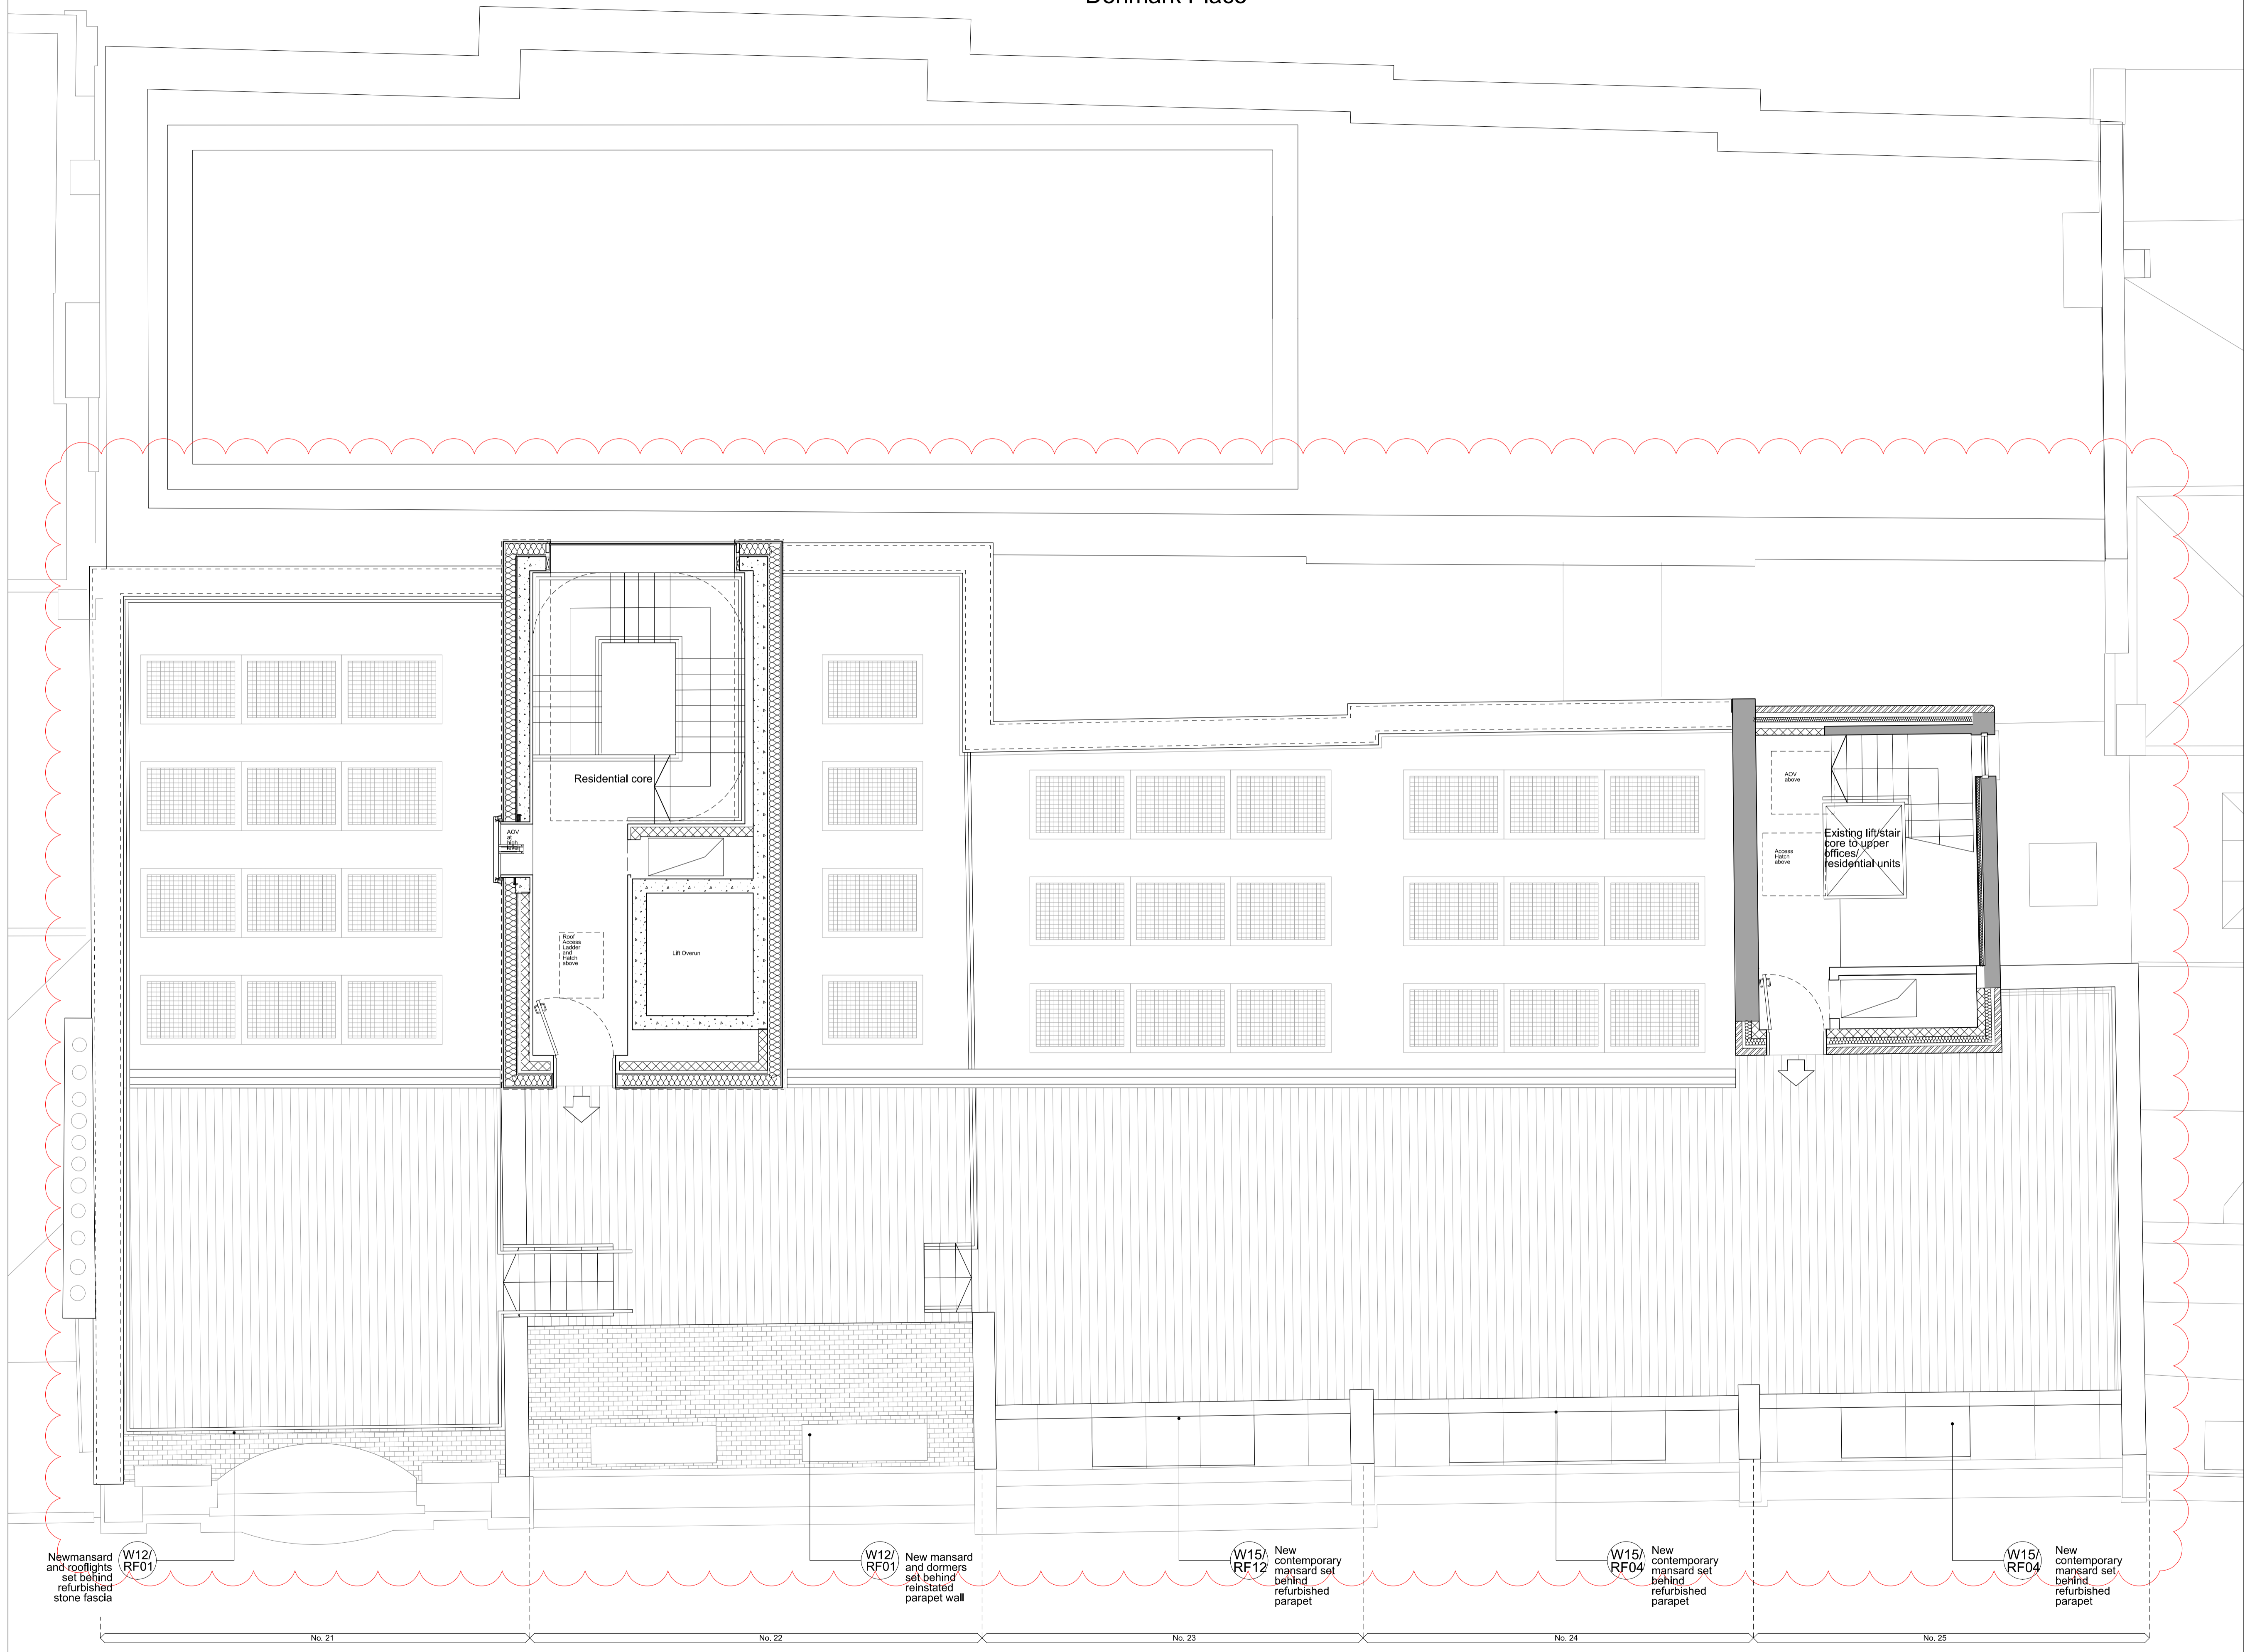 Denmark Place
Residential core
AOV
at
high
level
Roof
Access
Ladder
and
Hatch
above
Lift Overun
AOV
above
Access
Hatch
above
Existing lift/stair
core to upper
offices/
residential units
Newmansard
and rooflights
set behind
refurbished
stone fascia
W12/
RF01
W12/
RF01
New mansard
and dormers
set behind
reinstated
parapet wall
W15/
RF12
New
contemporary
mansard set
behind
refurbished
parapet
W15/
RF04
New
contemporary
mansard set
behind
refurbished
parapet
W15/
RF04
New
contemporary
mansard set
behind
refurbished
parapet
No. 21
No. 22
No. 23
No. 24
No. 25